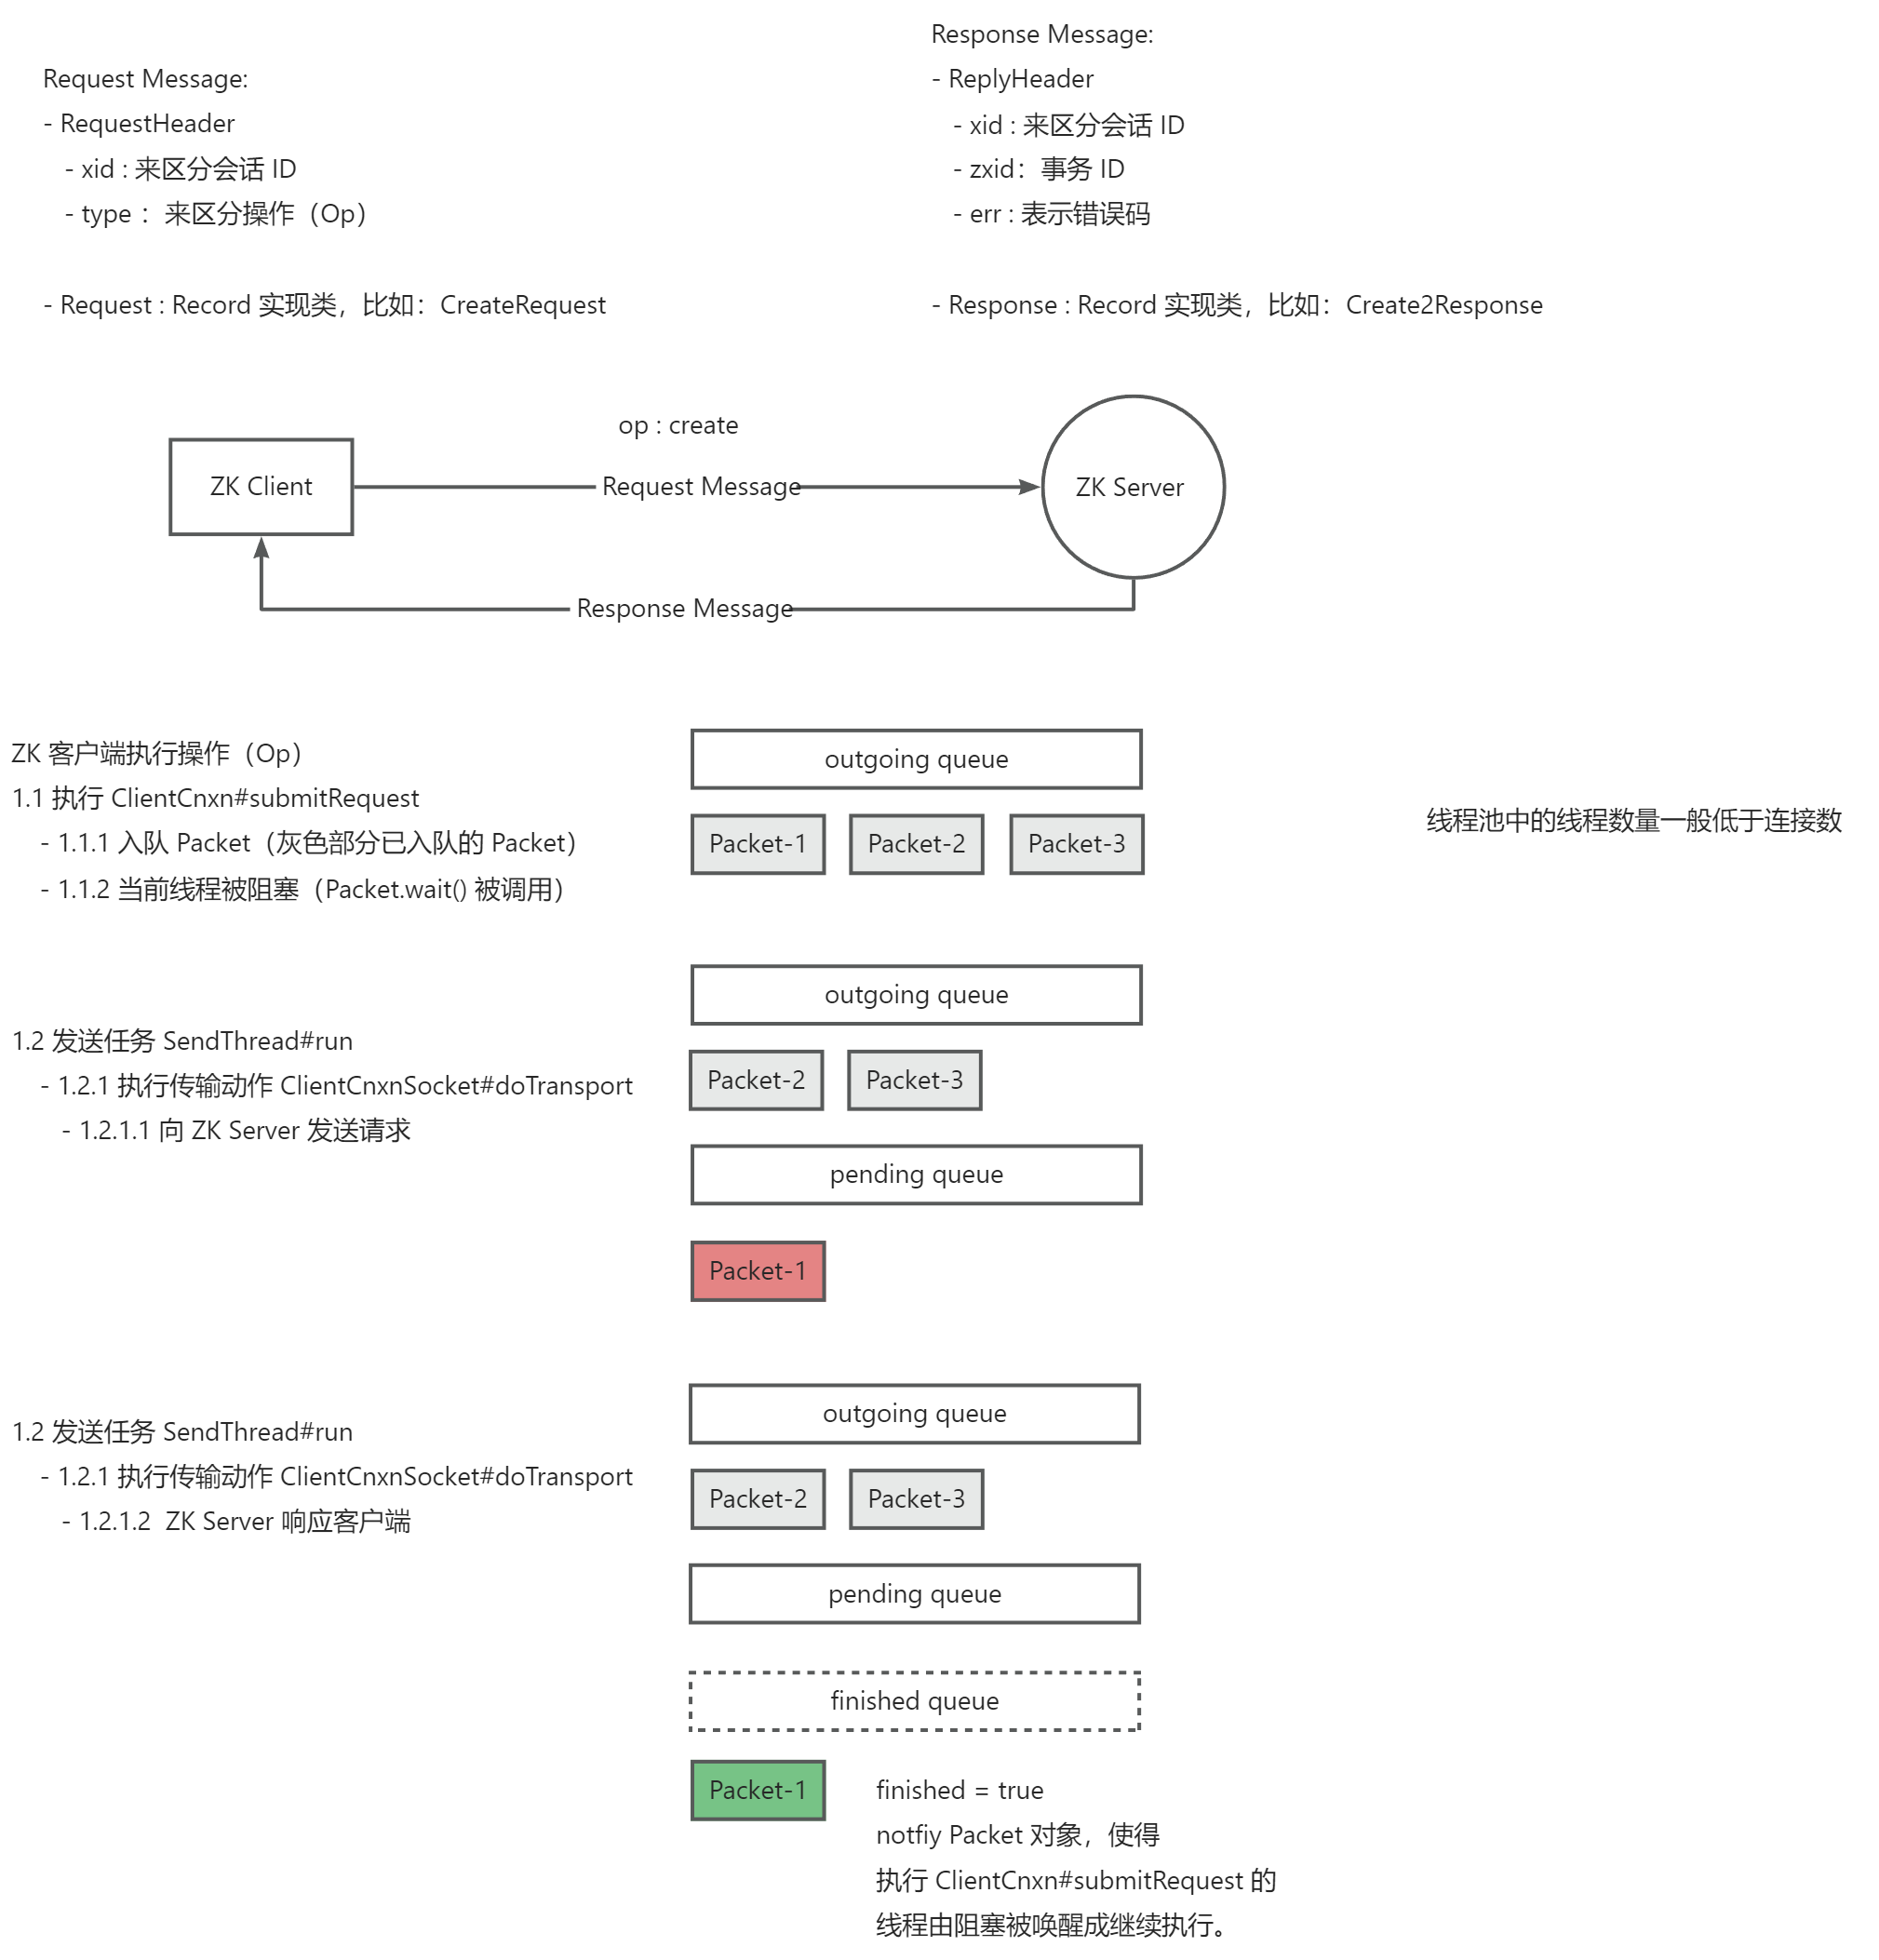 Request Message:
- RequestHeader
- xid : 来区分会话 ID
- type ：来区分操作（Op）
- Request : Record 实现类，比如：CreateRequest
Response Message:
- ReplyHeader
- xid : 来区分会话 ID
- zxid：事务 ID
- err : 表示错误码
- Response : Record 实现类，比如：Create2Response
op : create
ZK Client
Request Message
ZK Server
Response Message
ZK 客户端执行操作（Op）
1.1 执行 ClientCnxn#submitRequest
- 1.1.1 入队 Packet（灰色部分已入队的 Packet）
- 1.1.2 当前线程被阻塞（Packet.wait() 被调用）
outgoing queue
Packet-1
Packet-2
Packet-3
线程池中的线程数量一般低于连接数
1.2 发送任务 SendThread#run
- 1.2.1 执行传输动作 ClientCnxnSocket#doTransport
- 1.2.1.1 向 ZK Server 发送请求
outgoing queue
Packet-2
Packet-3
pending queue
Packet-1
1.2 发送任务 SendThread#run
- 1.2.1 执行传输动作 ClientCnxnSocket#doTransport
- 1.2.1.2  ZK Server 响应客户端
outgoing queue
Packet-2
Packet-3
pending queue
finished queue
Packet-1
finished = true
notfiy Packet 对象，使得
执行 ClientCnxn#submitRequest 的
线程由阻塞被唤醒成继续执行。